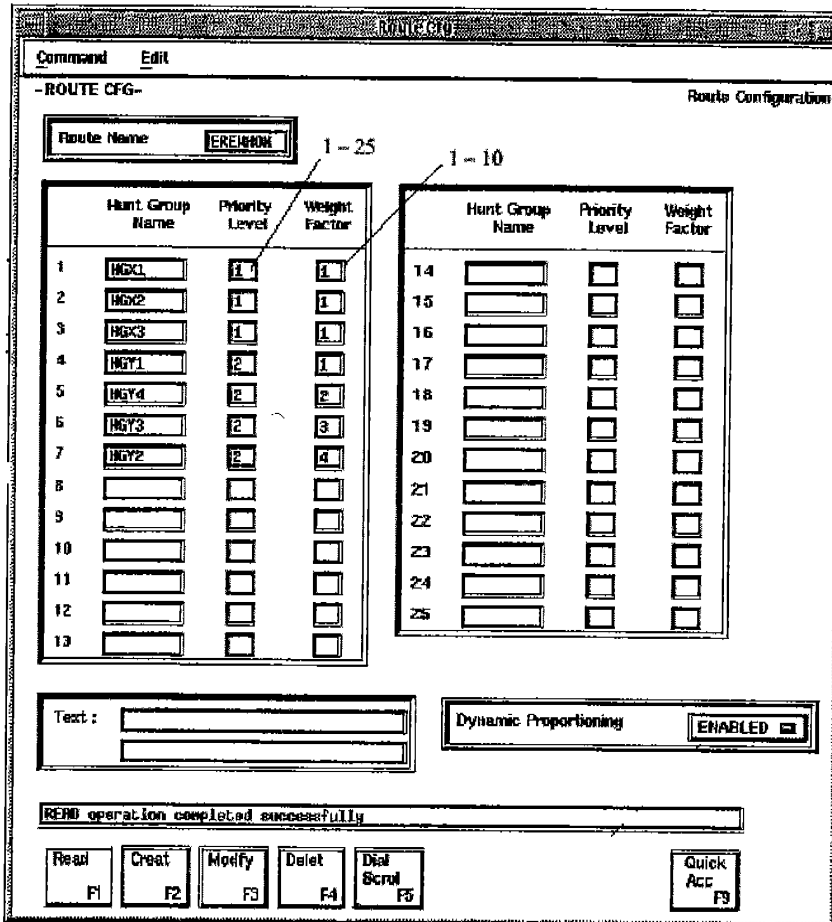 Route Cfg
Command Edit
-ROUTE CFG-
Route Configuration
Route Name EREWHON
1 – 25
1 – 10
Hunt Group Name Priority Level Weight Factor
1 HGX1 1 1
2 HGX2 1 1
3 HGX3 1 1
4 HGY1 2 1
5 HGY4 2 2
6 HGY3 2 3
7 HGY2 2 4
8
9
10
11
12
13
Hunt Group Name Priority Level Weight Factor
14
15
16
17
18
19
20
21
22
23
24
25
Text:
Dynamic Proportioning ENABLED
READ operation completed successfully
Read F1
Creat F2
Modify F3
Delet F4
Dial Scrol F5
Quick Acc F9